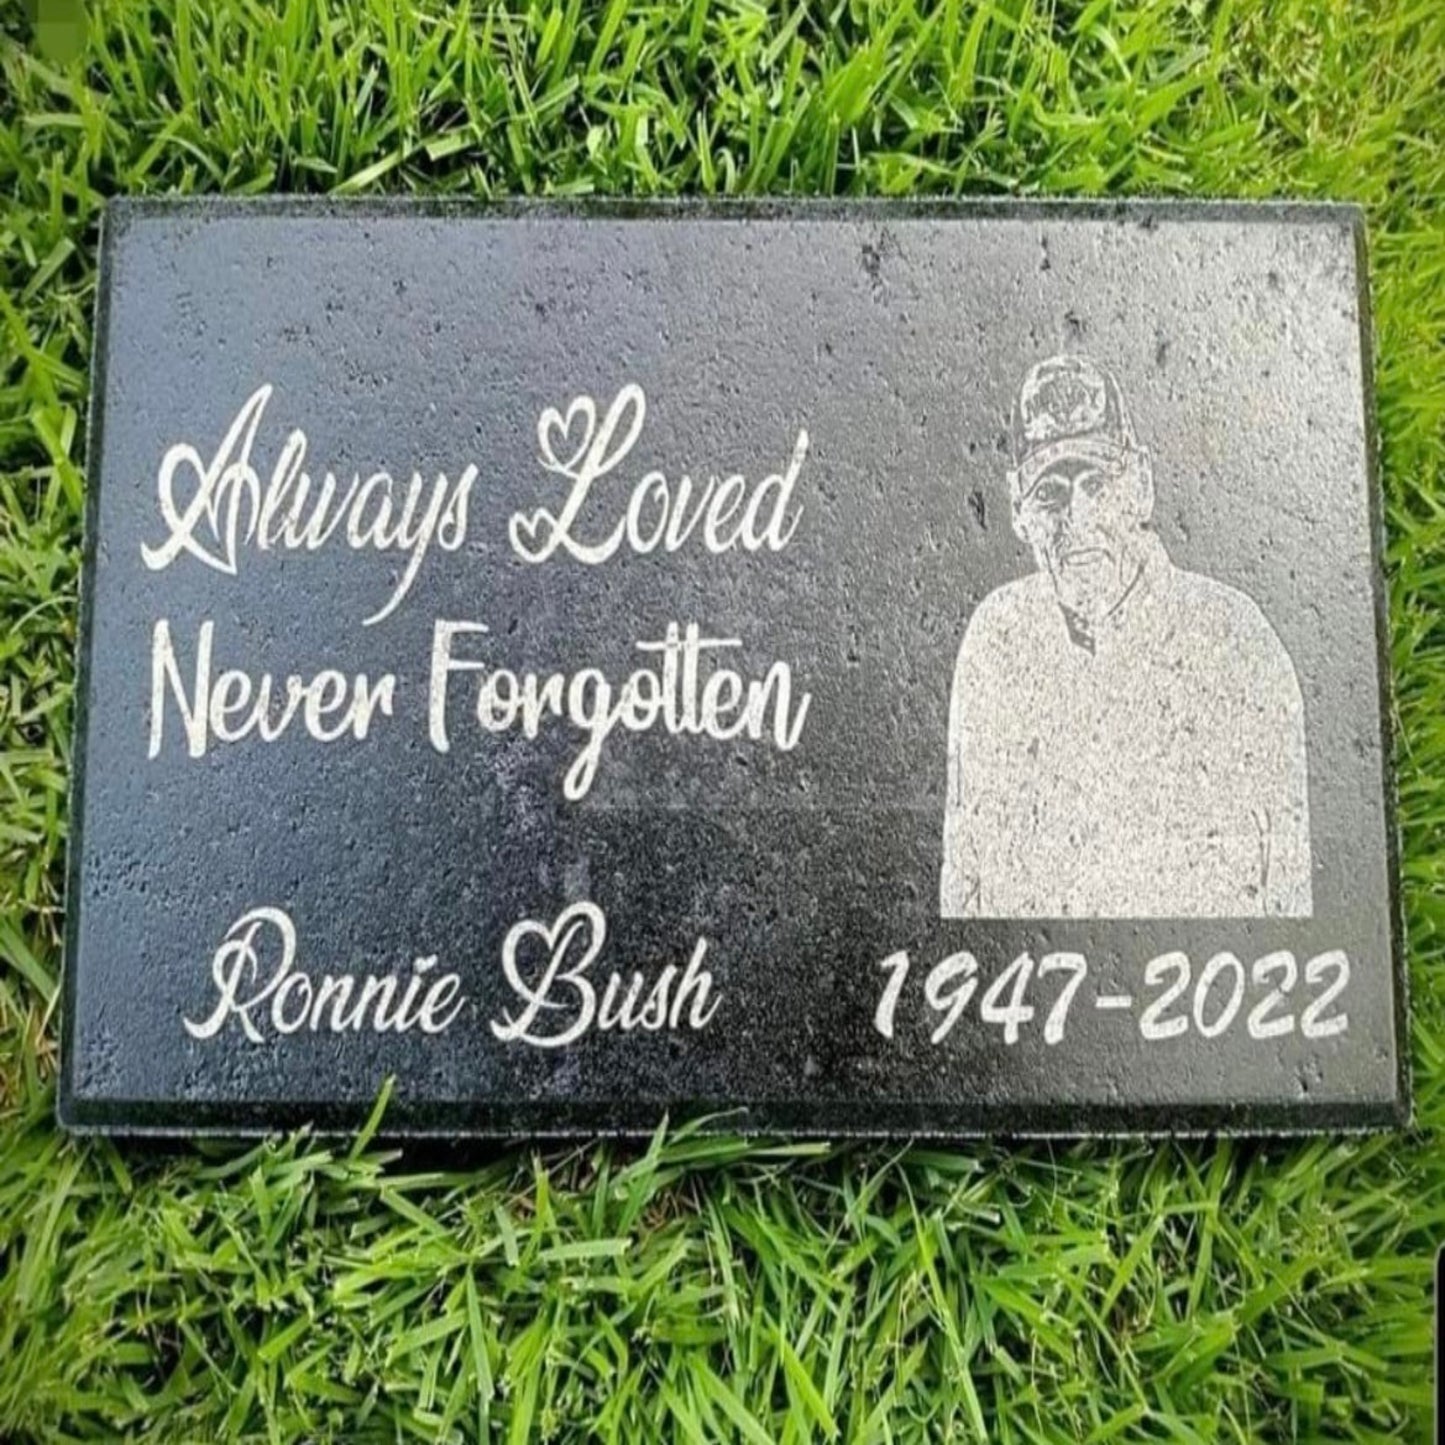 Always Loved
Never Forgotten
Ronnie Bush 1947-2022